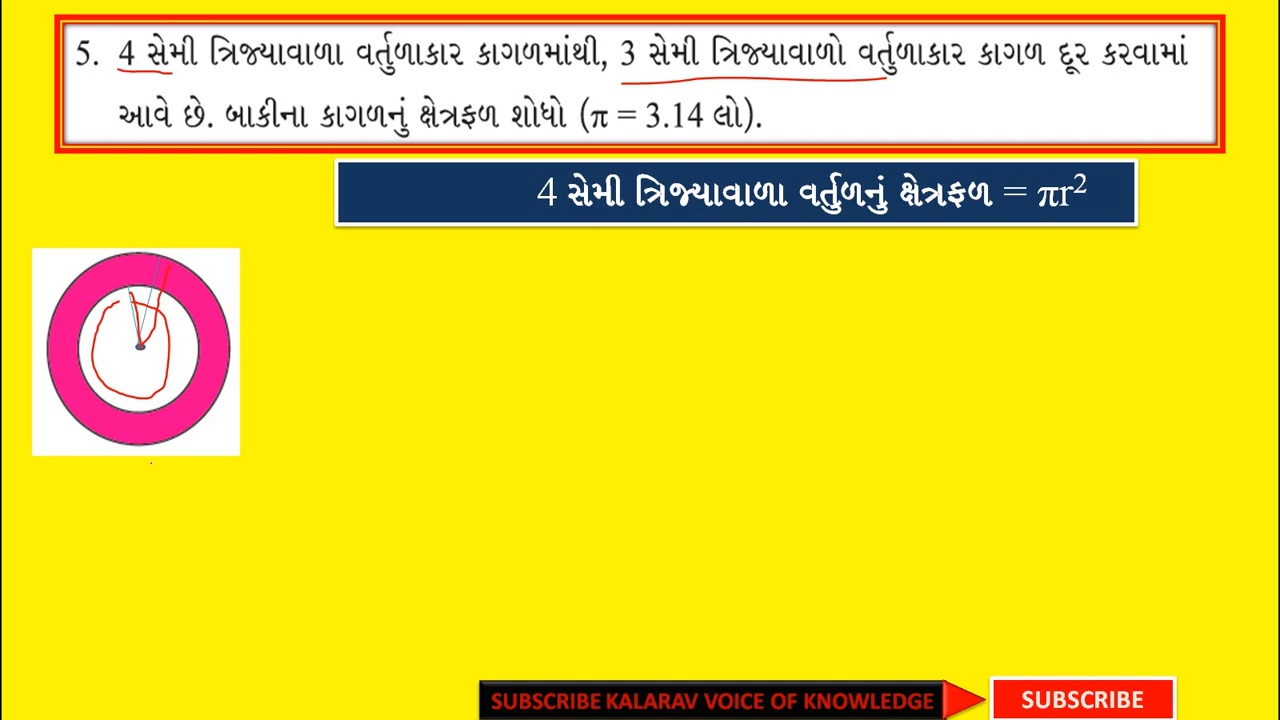 5. 4 સેમી ત્રિજ્યાવાળા વર્તુળાકાર કાગળમાંથી, 3 સેમી ત્રિજ્યાવાળો વર્તુળાકાર કાગળ દૂર કરવામાં
આવે છે. બાકીના કાગળનું ક્ષેત્રફળ શોધો (π = 3.14 લો).
4 સેમી ત્રિજ્યાવાળા વર્તુળનું ક્ષેત્રફળ = πr²
SUBSCRIBE KALARAV VOICE OF KNOWLEDGE
SUBSCRIBE